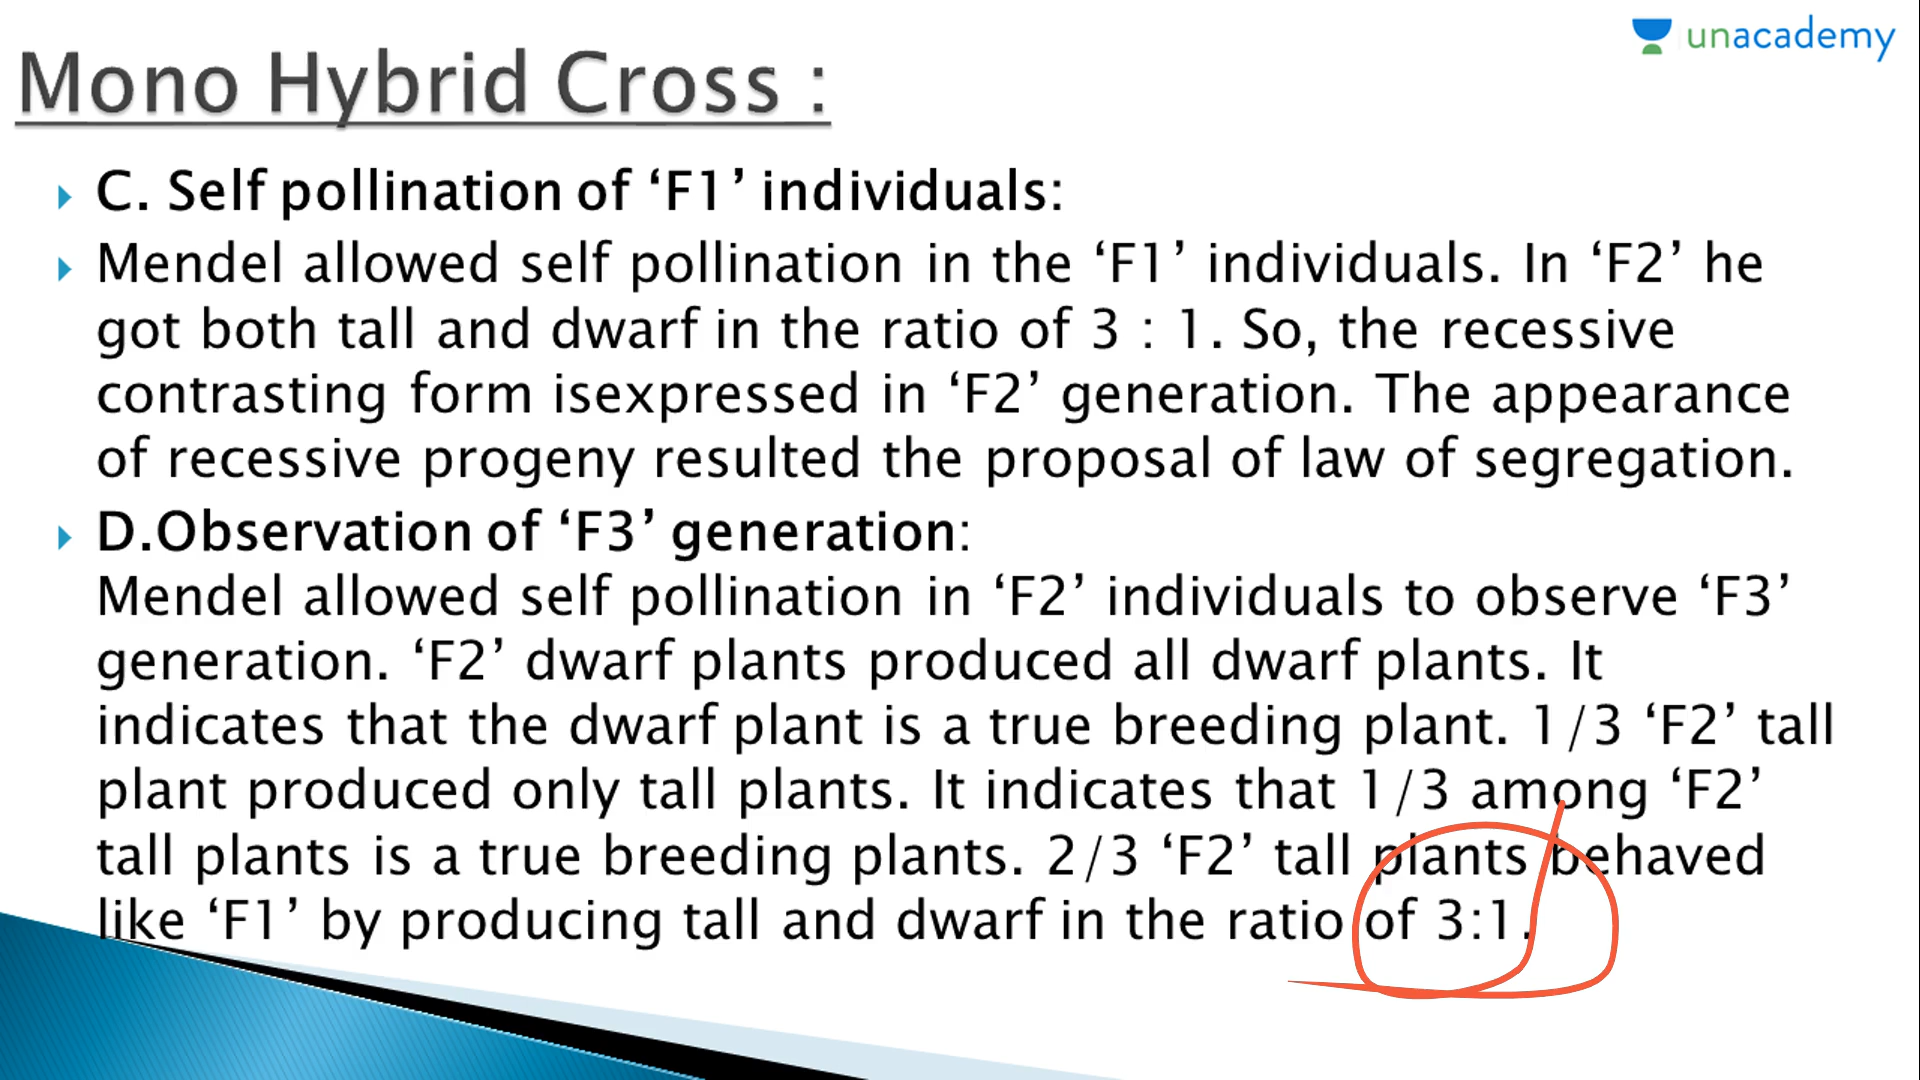 unacademy
Mono Hybrid Cross :
C. Self pollination of ‘F1’ individuals:
Mendel allowed self pollination in the ‘F1’ individuals. In ‘F2’ he
got both tall and dwarf in the ratio of 3 : 1. So, the recessive
contrasting form isexpressed in ‘F2’ generation. The appearance
of recessive progeny resulted the proposal of law of segregation.
D.Observation of ‘F3’ generation:
Mendel allowed self pollination in ‘F2’ individuals to observe ‘F3’
generation. ‘F2’ dwarf plants produced all dwarf plants. It
indicates that the dwarf plant is a true breeding plant. 1/3 ‘F2’ tall
plant produced only tall plants. It indicates that 1/3 among ‘F2’
tall plants is a true breeding plants. 2/3 ‘F2’ tall plants behaved
like ‘F1’ by producing tall and dwarf in the ratio of 3:1.